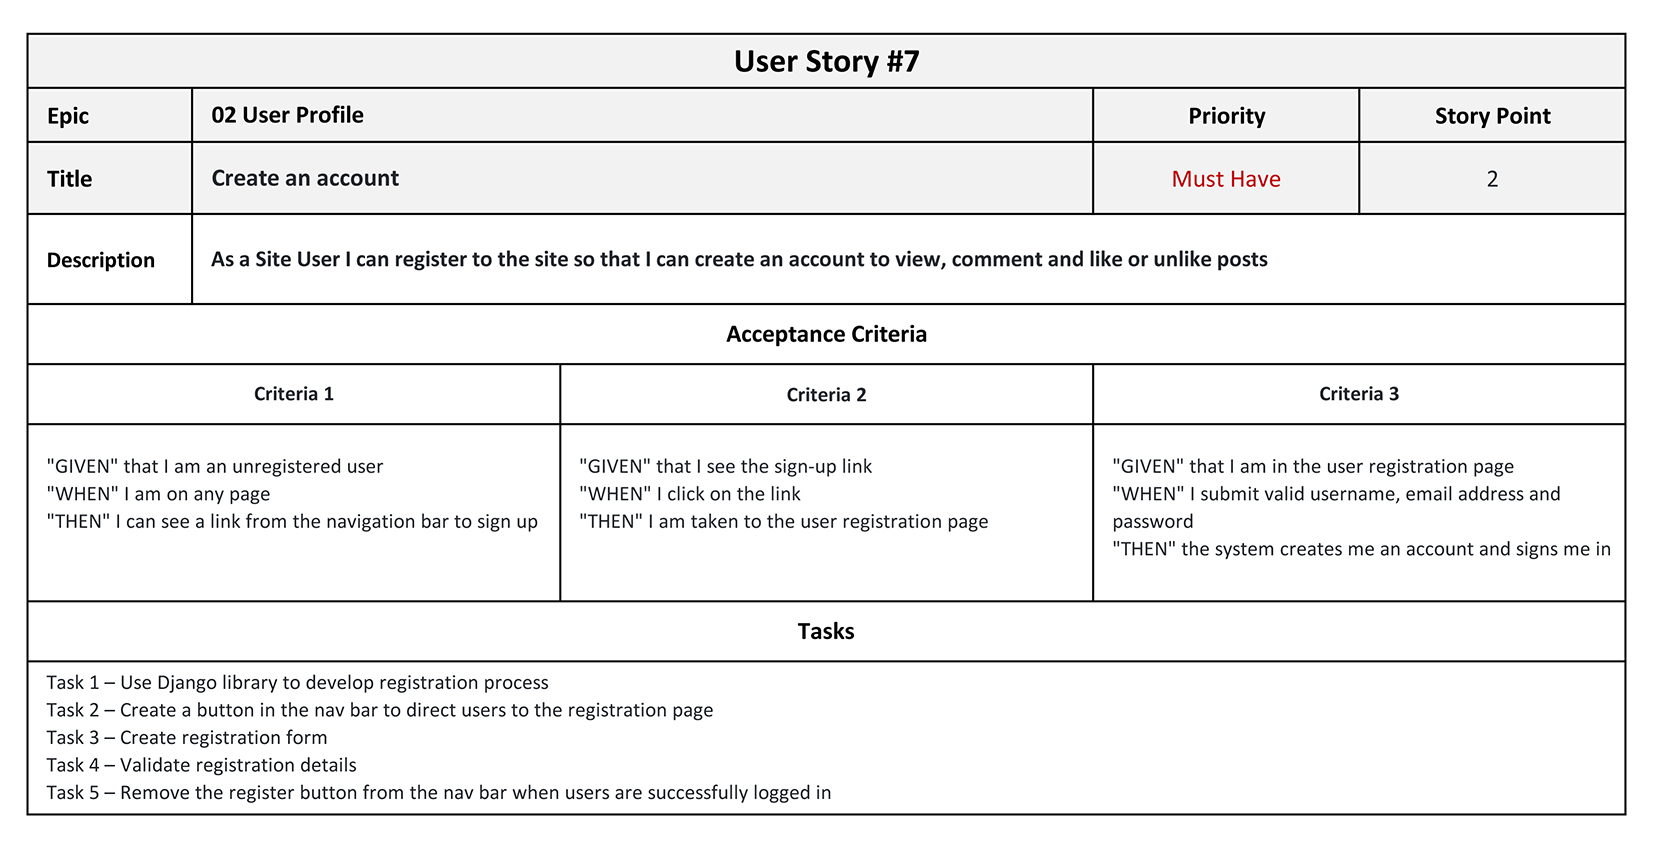 User Story #7
Epic
02 User Profile
Priority
Story Point
Title
Create an account
Must Have
2
Description
As a Site User I can register to the site so that I can create an account to view, comment and like or unlike posts
Acceptance Criteria
Criteria 1
Criteria 2
Criteria 3
"GIVEN" that I am an unregistered user
"WHEN" I am on any page
"THEN" I can see a link from the navigation bar to sign up
"GIVEN" that I see the sign-up link
"WHEN" I click on the link
"THEN" I am taken to the user registration page
"GIVEN" that I am in the user registration page
"WHEN" I submit valid username, email address and
password
"THEN" the system creates me an account and signs me in
Tasks
Task 1 – Use Django library to develop registration process
Task 2 – Create a button in the nav bar to direct users to the registration page
Task 3 – Create registration form
Task 4 – Validate registration details
Task 5 – Remove the register button from the nav bar when users are successfully logged in